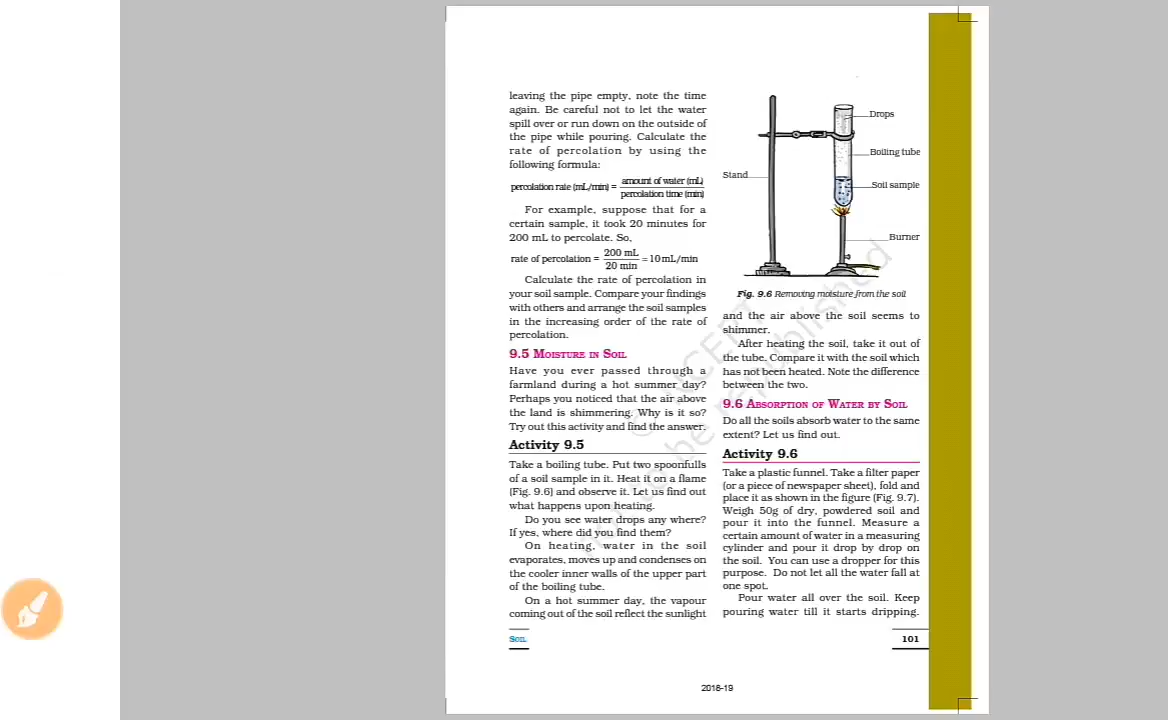 leaving the pipe empty, note the time
again. Be careful not to let the water
spill over or run down on the outside of
the pipe while pouring. Calculate the
rate of percolation by using the
following formula:
percolation rate (mL/min) = amount of water (mL)
percolation time (min)
For example, suppose that for a
certain sample, it took 20 minutes for
200 mL to percolate. So,
rate of percolation = 200 mL = 10 mL/min
20 min
Calculate the rate of percolation in
your soil sample. Compare your findings
with others and arrange the soil samples
in the increasing order of the rate of
percolation.
9.5 MOISTURE IN SOIL
Have you ever passed through a
farmland during a hot summer day?
Perhaps you noticed that the air above
the land is shimmering. Why is it so?
Try out this activity and find the answer.
Activity 9.5
Take a boiling tube. Put two spoonfulls
of a soil sample in it. Heat it on a flame
(Fig. 9.6) and observe it. Let us find out
what happens upon heating.
Do you see water drops any where?
If yes, where did you find them?
On heating, water in the soil
evaporates, moves up and condenses on
the cooler inner walls of the upper part
of the boiling tube.
On a hot summer day, the vapour
coming out of the soil reflect the sunlight
Drops
Boiling tube
Stand
Soil sample
Burner
Fig. 9.6 Removing moisture from the soil
and the air above the soil seems to
shimmer.
After heating the soil, take it out of
the tube. Compare it with the soil which
has not been heated. Note the difference
between the two.
9.6 ABSORPTION OF WATER BY SOIL
Do all the soils absorb water to the same
extent? Let us find out.
Activity 9.6
Take a plastic funnel. Take a filter paper
(or a piece of newspaper sheet), fold and
place it as shown in the figure (Fig. 9.7).
Weigh 50g of dry, powdered soil and
pour it into the funnel. Measure a
certain amount of water in a measuring
cylinder and pour it drop by drop on
the soil. You can use a dropper for this
purpose. Do not let all the water fall at
one spot.
Pour water all over the soil. Keep
pouring water till it starts dripping.
SOIL
101
2018-19
© NCERT
not to be republished